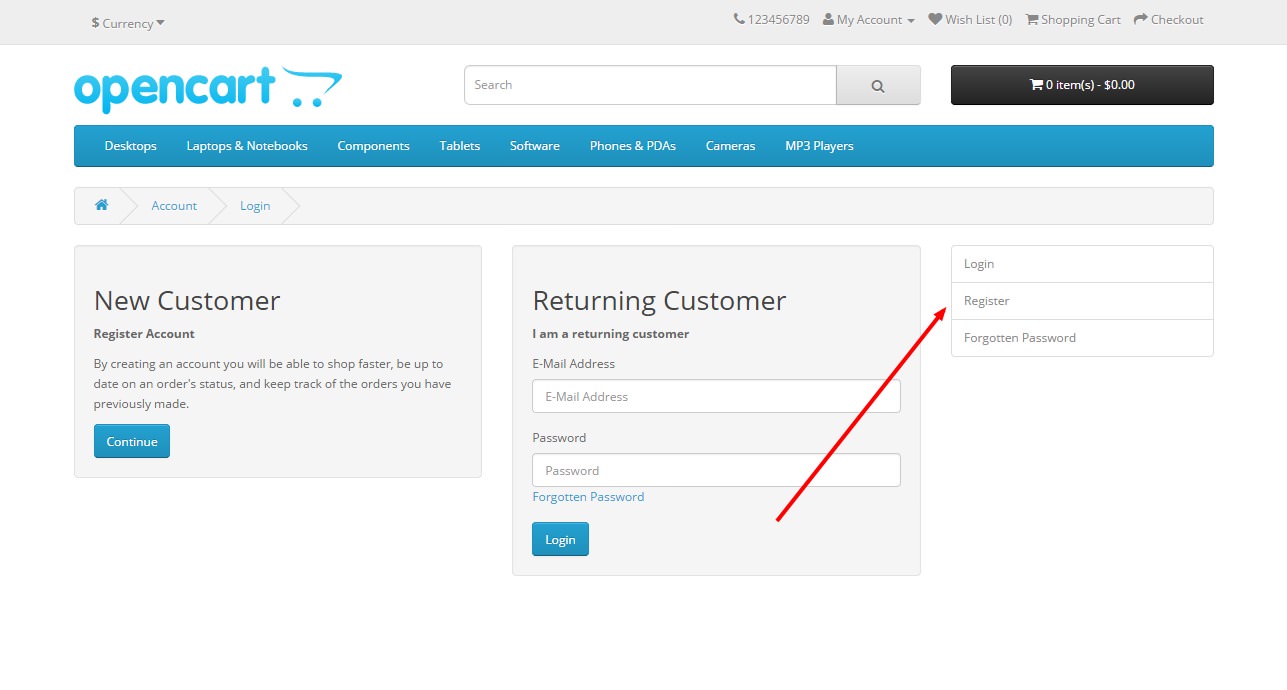 $ Currency
123456789 My Account Wish List (0) Shopping Cart Checkout
opencart
Search
0 item(s) - $0.00
Desktops Laptops & Notebooks Components Tablets Software Phones & PDAs Cameras MP3 Players
Account Login
New Customer
Register Account
By creating an account you will be able to shop faster, be up
date on an order's status, and keep track of the orders you have
previously made.
Continue
Returning Customer
I am a returning customer
E-Mail Address
E-Mail Address
Password
Password
Forgotten Password
Login
Login
Register
Forgotten Password